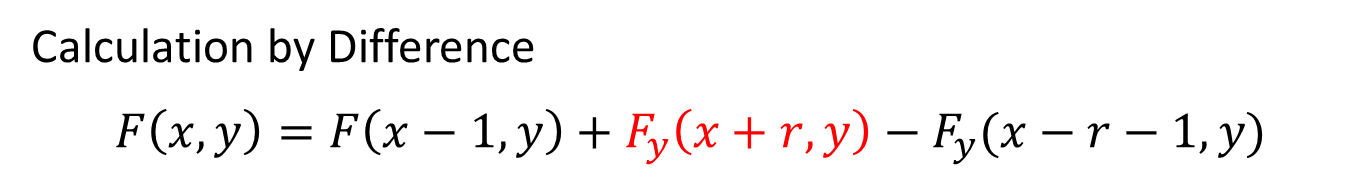 Calculation by Difference
F(x, y) = F(x − 1, y) + F_y(x + r, y) − F_y(x − r − 1, y)